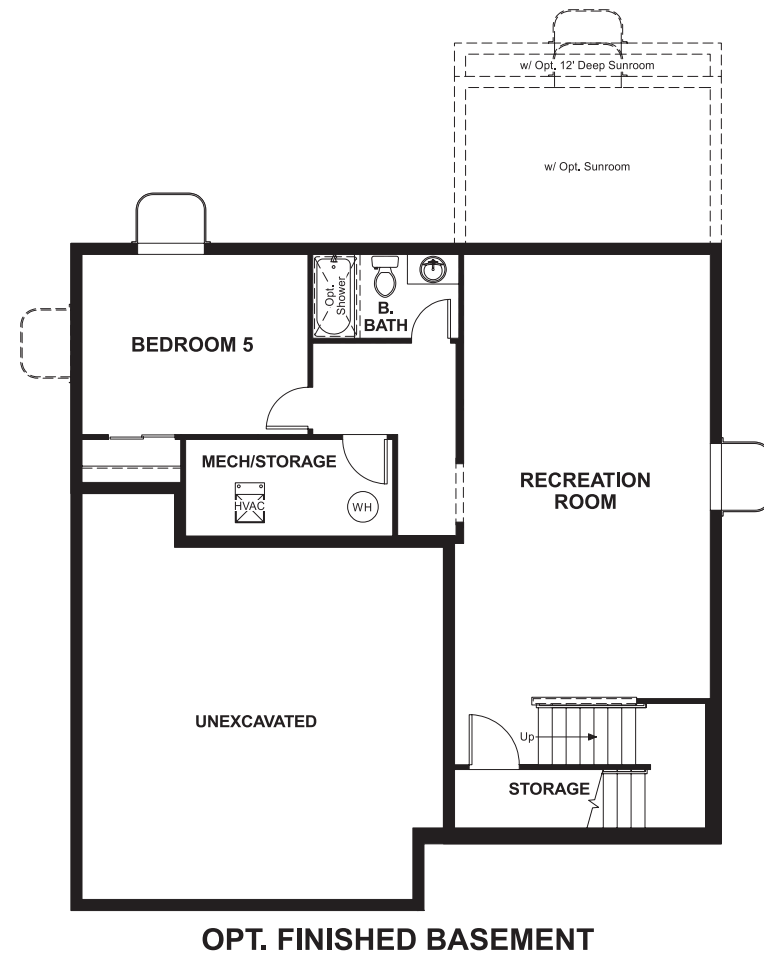 w/ Opt. 12' Deep Sunroom
w/ Opt. Sunroom
Opt.
Shower
B.
BATH
BEDROOM 5
MECH/STORAGE
HVAC
WH
RECREATION
ROOM
UNEXCAVATED
Up
STORAGE
OPT. FINISHED BASEMENT